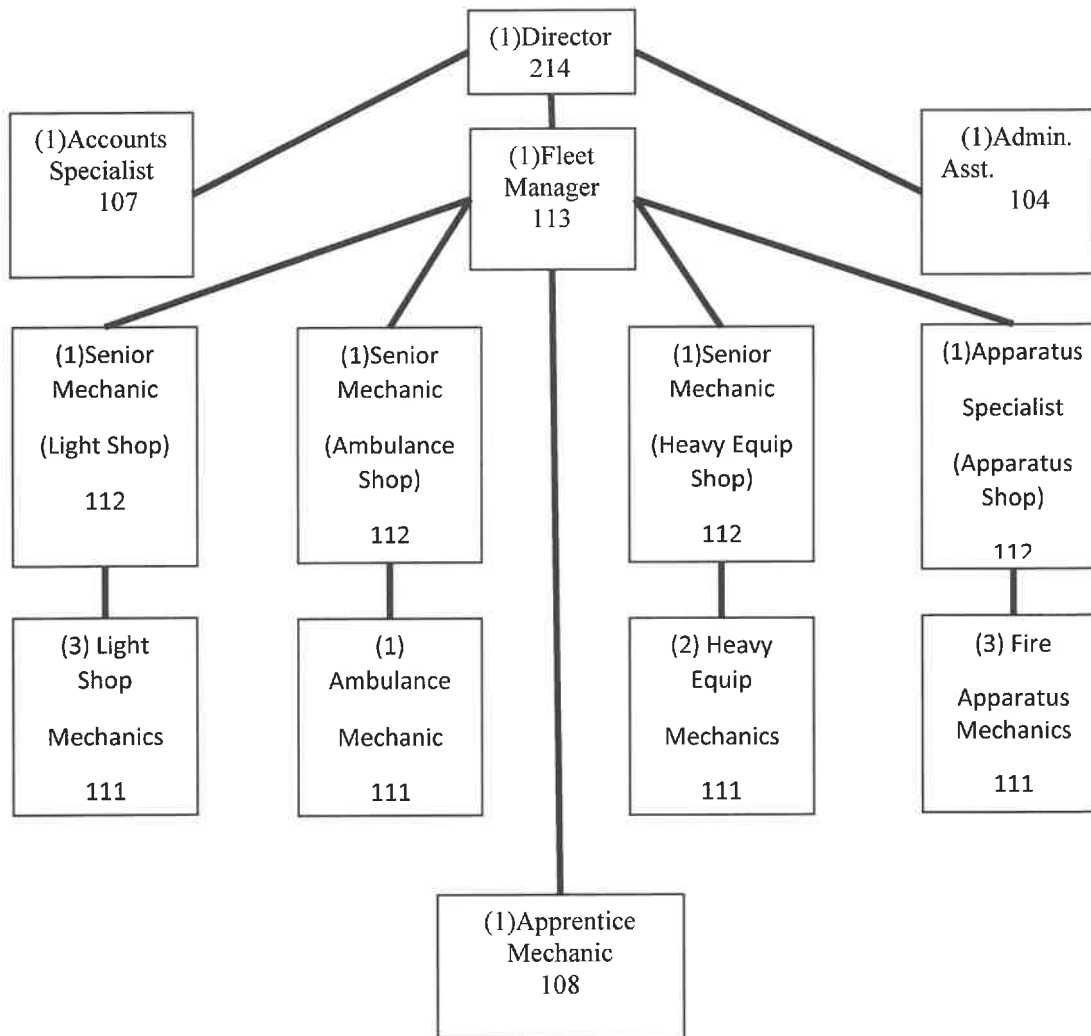 (1)Director
214
(1)Accounts
Specialist
107
(1)Fleet
Manager
113
(1)Admin.
Asst.
104
(1)Senior
Mechanic
(Light Shop)
112
(1)Senior
Mechanic
(Ambulance
Shop)
112
(1)Senior
Mechanic
(Heavy Equip
Shop)
112
(1)Apparatus
Specialist
(Apparatus
Shop)
112
(3) Light
Shop
Mechanics
111
(1)
Ambulance
Mechanic
111
(2) Heavy
Equip
Mechanics
111
(3) Fire
Apparatus
Mechanics
111
(1)Apprentice
Mechanic
108